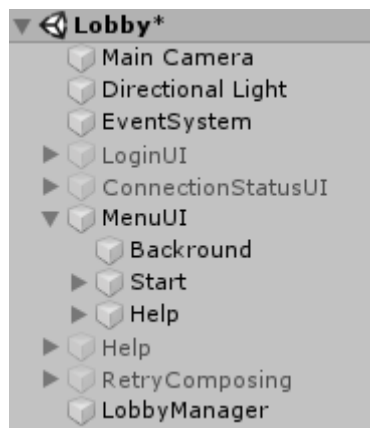 Lobby*
Main Camera
Directional Light
EventSystem
LoginUI
ConnectionStatusUI
MenuUI
Backround
Start
Help
Help
RetryComposing
LobbyManager